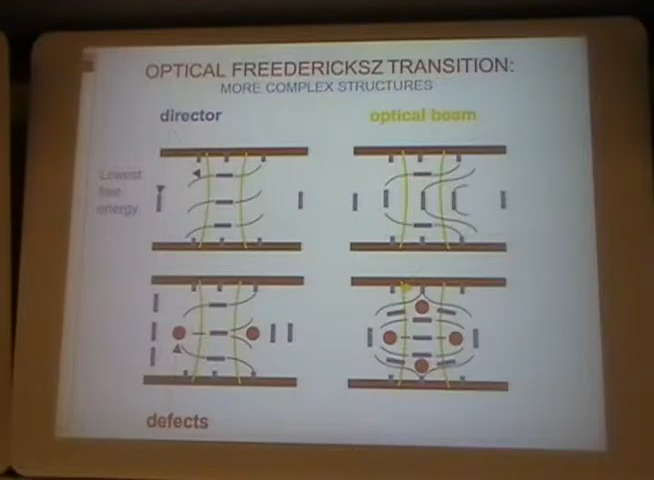 OPTICAL FREEDERICKSZ TRANSITION:
MORE COMPLEX STRUCTURES
director
optical beam
Lowest
free
energy
defects